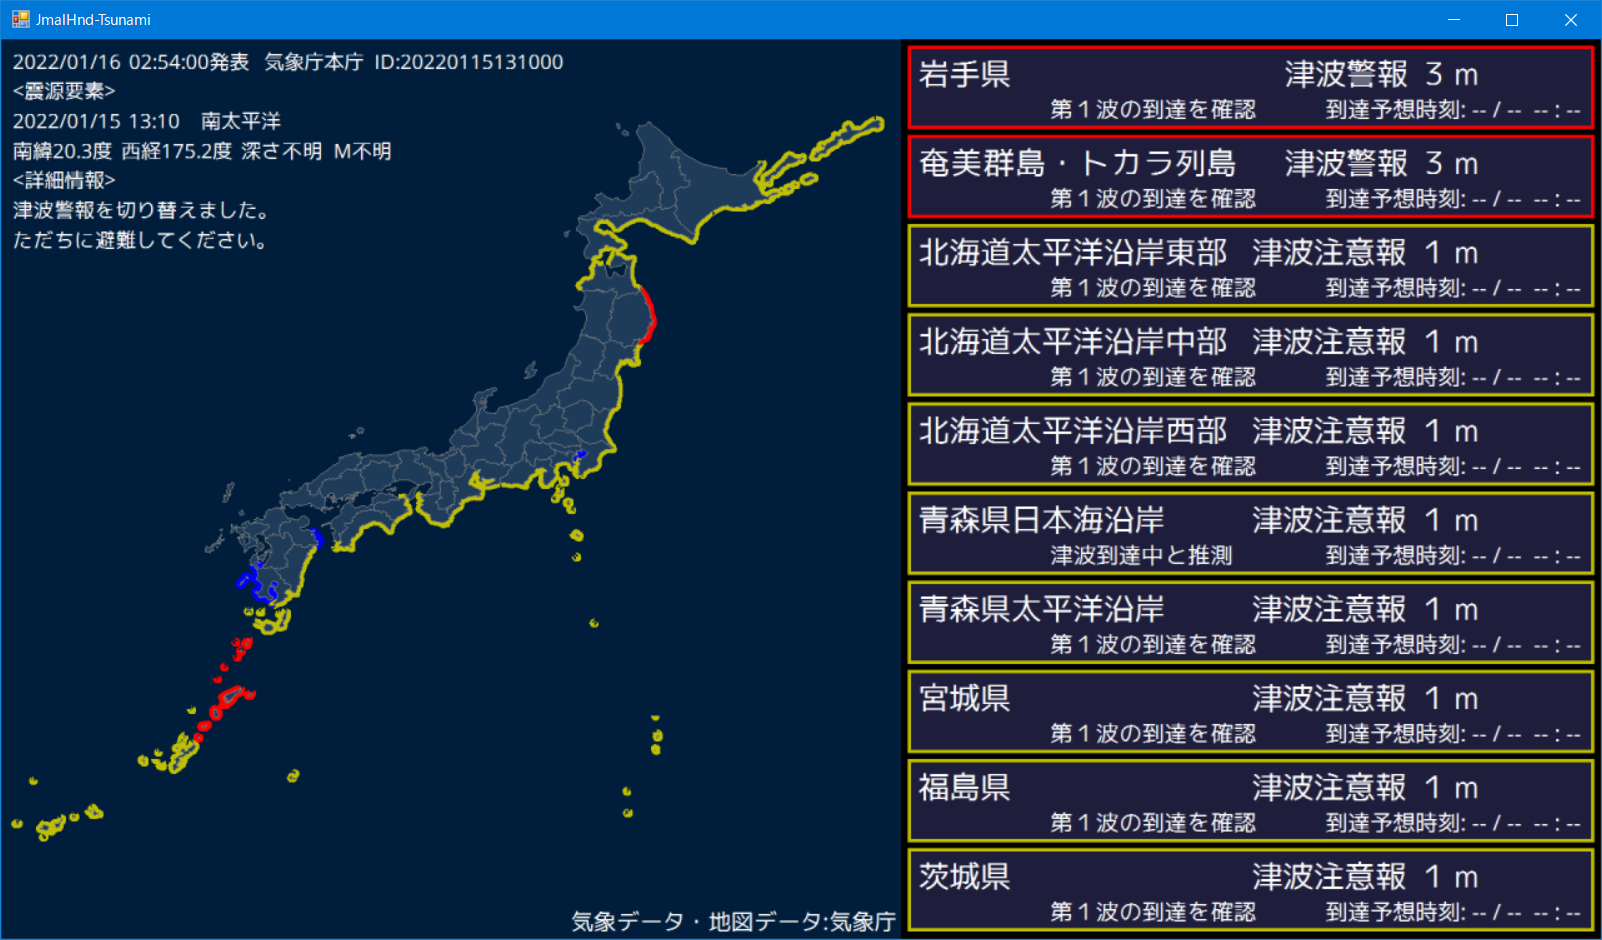 JmalHnd-Tsunami
2022/01/16 02:54:00発表 気象庁本庁 ID:20220115131000
<震源要素>
2022/01/15 13:10 南太平洋
南緯20.3度 西経175.2度 深さ不明 M不明
<詳細情報>
津波警報を切り替えました。
ただちに避難してください。
気象データ・地図データ:気象庁
岩手県 津波警報 3 m
第１波の到達を確認 到達予想時刻: -- / -- -- : --
奄美群島・トカラ列島 津波警報 3 m
第１波の到達を確認 到達予想時刻: -- / -- -- : --
北海道太平洋沿岸東部 津波注意報 1 m
第１波の到達を確認 到達予想時刻: -- / -- -- : --
北海道太平洋沿岸中部 津波注意報 1 m
第１波の到達を確認 到達予想時刻: -- / -- -- : --
北海道太平洋沿岸西部 津波注意報 1 m
第１波の到達を確認 到達予想時刻: -- / -- -- : --
青森県日本海沿岸 津波注意報 1 m
津波到達中と推測 到達予想時刻: -- / -- -- : --
青森県太平洋沿岸 津波注意報 1 m
第１波の到達を確認 到達予想時刻: -- / -- -- : --
宮城県 津波注意報 1 m
第１波の到達を確認 到達予想時刻: -- / -- -- : --
福島県 津波注意報 1 m
第１波の到達を確認 到達予想時刻: -- / -- -- : --
茨城県 津波注意報 1 m
第１波の到達を確認 到達予想時刻: -- / -- -- : --